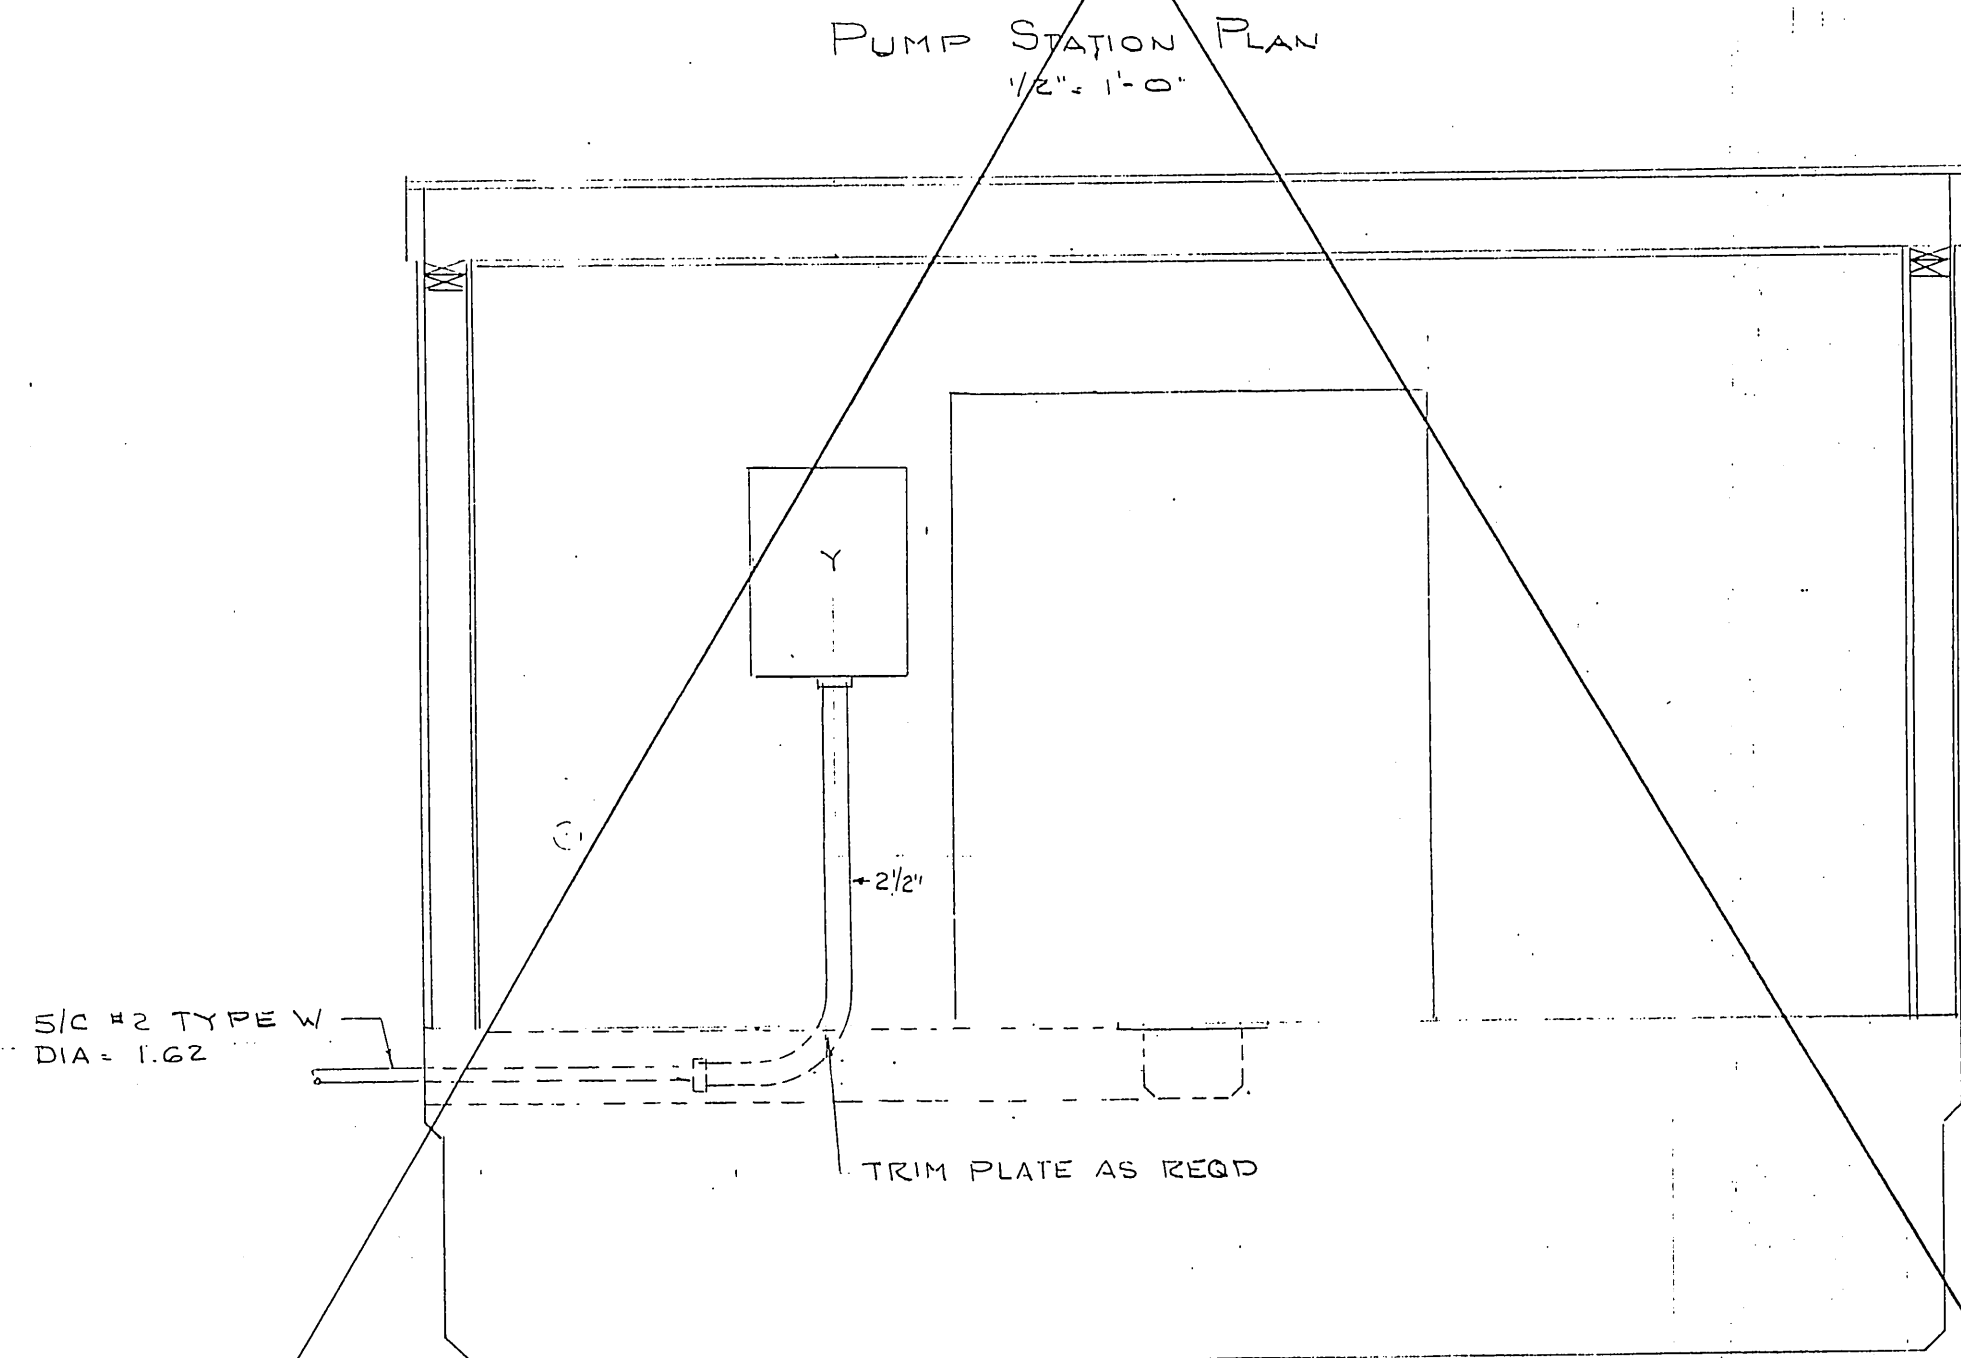 PUMP STATION PLAN
1/2" = 1'-0"
Y
2 1/2"
5/C #2 TYPE W
DIA = 1.62
TRIM PLATE AS REQD